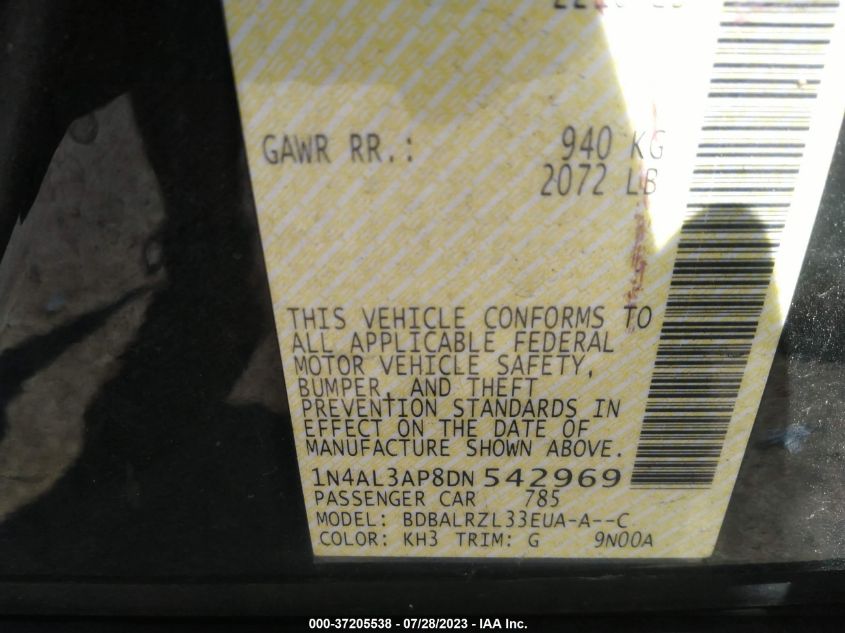 GAWR RR.: 940 KG
2072 LB
THIS VEHICLE CONFORMS TO
ALL APPLICABLE FEDERAL
MOTOR VEHICLE SAFETY,
BUMPER, AND THEFT
PREVENTION STANDARDS IN
EFFECT ON THE DATE OF
MANUFACTURE SHOWN ABOVE.
1N4AL3AP8DN 542969
PASSENGER CAR 785
MODEL: BDBALRZL33EUA-A--C
COLOR: KH3 TRIM: G 9N00A
000-37205538 - 07/28/2023 - IAA Inc.